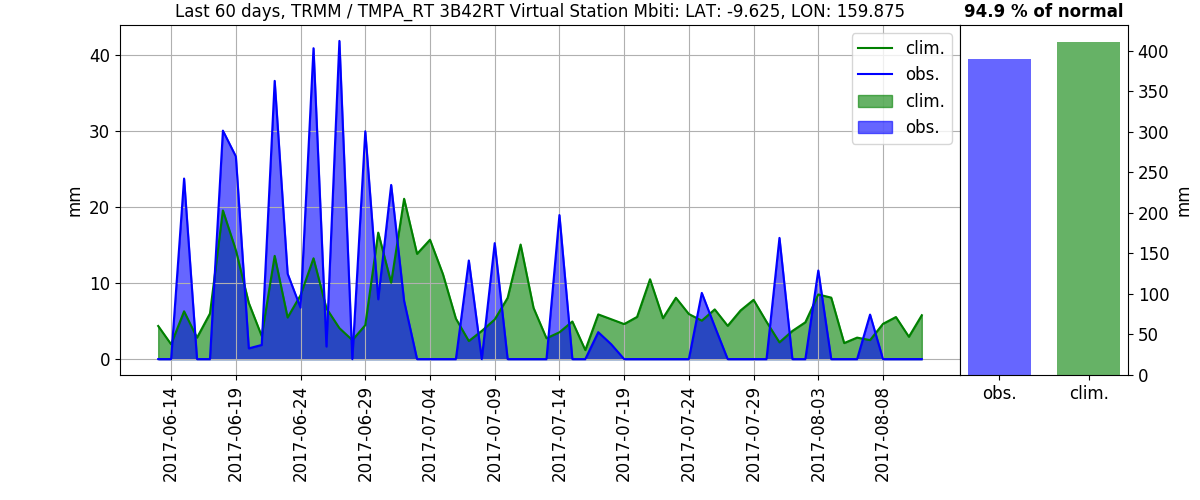 Last 60 days, TRMM / TMPA_RT 3B42RT Virtual Station Mbiti: LAT: -9.625, LON: 159.875
94.9 % of normal
clim.
obs.
clim.
obs.
mm
40
30
20
10
0
2017-06-14
2017-06-19
2017-06-24
2017-06-29
2017-07-04
2017-07-09
2017-07-14
2017-07-19
2017-07-24
2017-07-29
2017-08-03
2017-08-08
400
350
300
250
200
150
100
50
0
mm
obs.
clim.